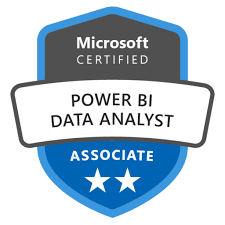 Microsoft
CERTIFIED
POWER BI
DATA ANALYST
ASSOCIATE